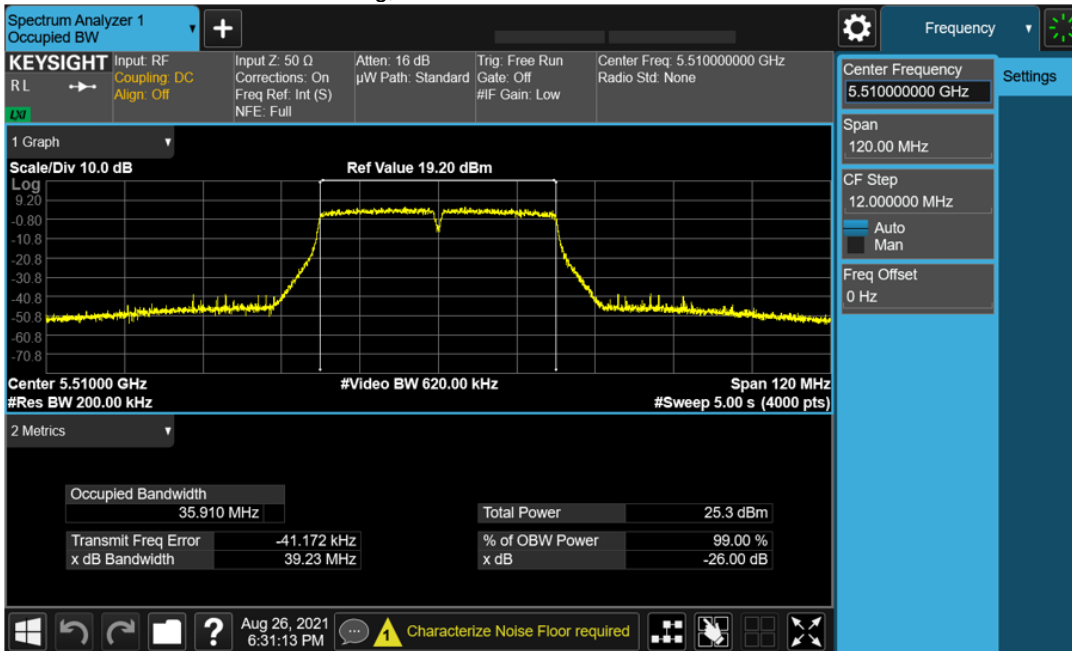 Spectrum Analyzer 1
Occupied BW
+
Frequency
KEYSIGHT
RL
LXI
Input: RF
Coupling: DC
Align: Off
Input Z: 50 Ω
Corrections: On
Freq Ref: Int (S)
NFE: Full
Atten: 16 dB
µW Path: Standard
Trig: Free Run
Gate: Off
#IF Gain: Low
Center Freq: 5.510000000 GHz
Radio Std: None
Center Frequency
5.510000000 GHz
Settings
Span
120.00 MHz
CF Step
12.000000 MHz
Auto
Man
Freq Offset
0 Hz
1 Graph
Scale/Div 10.0 dB
Ref Value 19.20 dBm
Log
9.20
-0.80
-10.8
-20.8
-30.8
-40.8
-50.8
-60.8
-70.8
Center 5.51000 GHz
#Video BW 620.00 kHz
Span 120 MHz
#Res BW 200.00 kHz
#Sweep 5.00 s (4000 pts)
2 Metrics
Occupied Bandwidth
35.910 MHz
Total Power 25.3 dBm
Transmit Freq Error -41.172 kHz
% of OBW Power 99.00 %
x dB Bandwidth 39.23 MHz
x dB -26.00 dB
?
Aug 26, 2021
6:31:13 PM
1
Characterize Noise Floor required